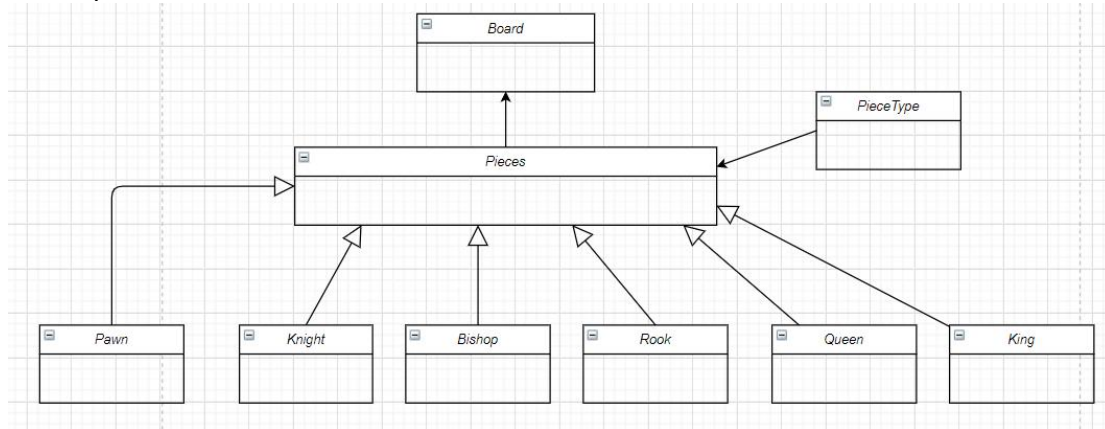 Board
PieceType
Pieces
Pawn
Knight
Bishop
Rook
Queen
King